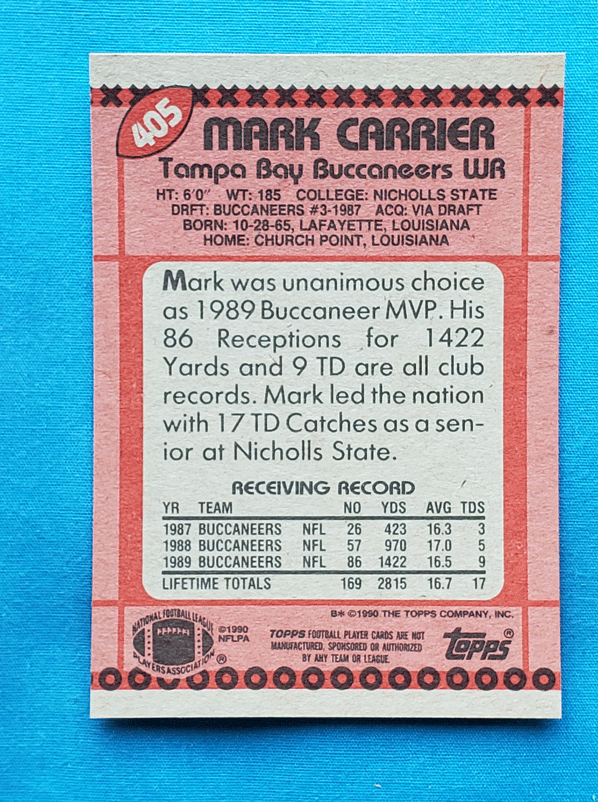 405
MARK CARRIER
Tampa Bay Buccaneers WR
HT: 6'0" WT: 185 COLLEGE: NICHOLLS STATE
DRFT: BUCCANEERS #3-1987 ACQ: VIA DRAFT
BORN: 10-28-65, LAFAYETTE, LOUISIANA
HOME: CHURCH POINT, LOUISIANA
Mark was unanimous choice
as 1989 Buccaneer MVP. His
86 Receptions for 1422
Yards and 9 TD are all club
records. Mark led the nation
with 17 TD Catches as a sen-
ior at Nicholls State.
RECEIVING RECORD
YR TEAM NO YDS AVG TDS
1987 BUCCANEERS NFL 26 423 16.3 3
1988 BUCCANEERS NFL 57 970 17.0 5
1989 BUCCANEERS NFL 86 1422 16.5 9
LIFETIME TOTALS 169 2815 16.7 17
B* ©1990 THE TOPPS COMPANY, INC.
NATIONAL FOOTBALL LEAGUE
PLAYERS ASSOCIATION ®
©1990
NFLPA
TOPPS FOOTBALL PLAYER CARDS ARE NOT
MANUFACTURED, SPONSORED OR AUTHORIZED
BY ANY TEAM OR LEAGUE.
topps®